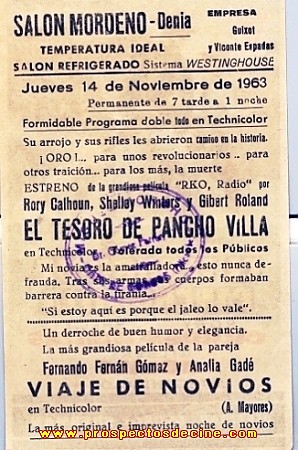 SALON MORDENO - Denia
EMPRESA
Guixot
y Vicente Espadas
TEMPERATURA IDEAL
SALON REFRIGERADO Sistema WESTINGHOUSE
Jueves 14 de Noviembre de 1963
Permanente de 7 tarde a 1 noche
Formidable Programa doble todo en Technicolor
Su arrojo y sus rifles les abrieron camino en la historia.
¡ORO!... para unos revolucionarios .. para
otros traición... para los más, la muerte
ESTRENO de la grandiosa película "RKO, Radio" por
Rory Calhoun, Shelley Winters y Gibert Roland
EL TESORO DE PANCHO VILLA
en Technicolor Tolerada todos los Públicos
Mi novia es la ametralladora, esto nunca de-
frauda. Tras sus armas cuerpos formaban
barrera contra la tiranía...
"Si estoy aquí es porque el jaleo lo vale".
Un derroche de buen humor y elegancia.
La más grandiosa película de la pareja
Fernando Fernán Gómaz y Analia Gadé
VIAJE DE NOVIOS
en Technicolor (A. Mayores)
La más original e imprevista noche de novios
www.prospectosdecine.com